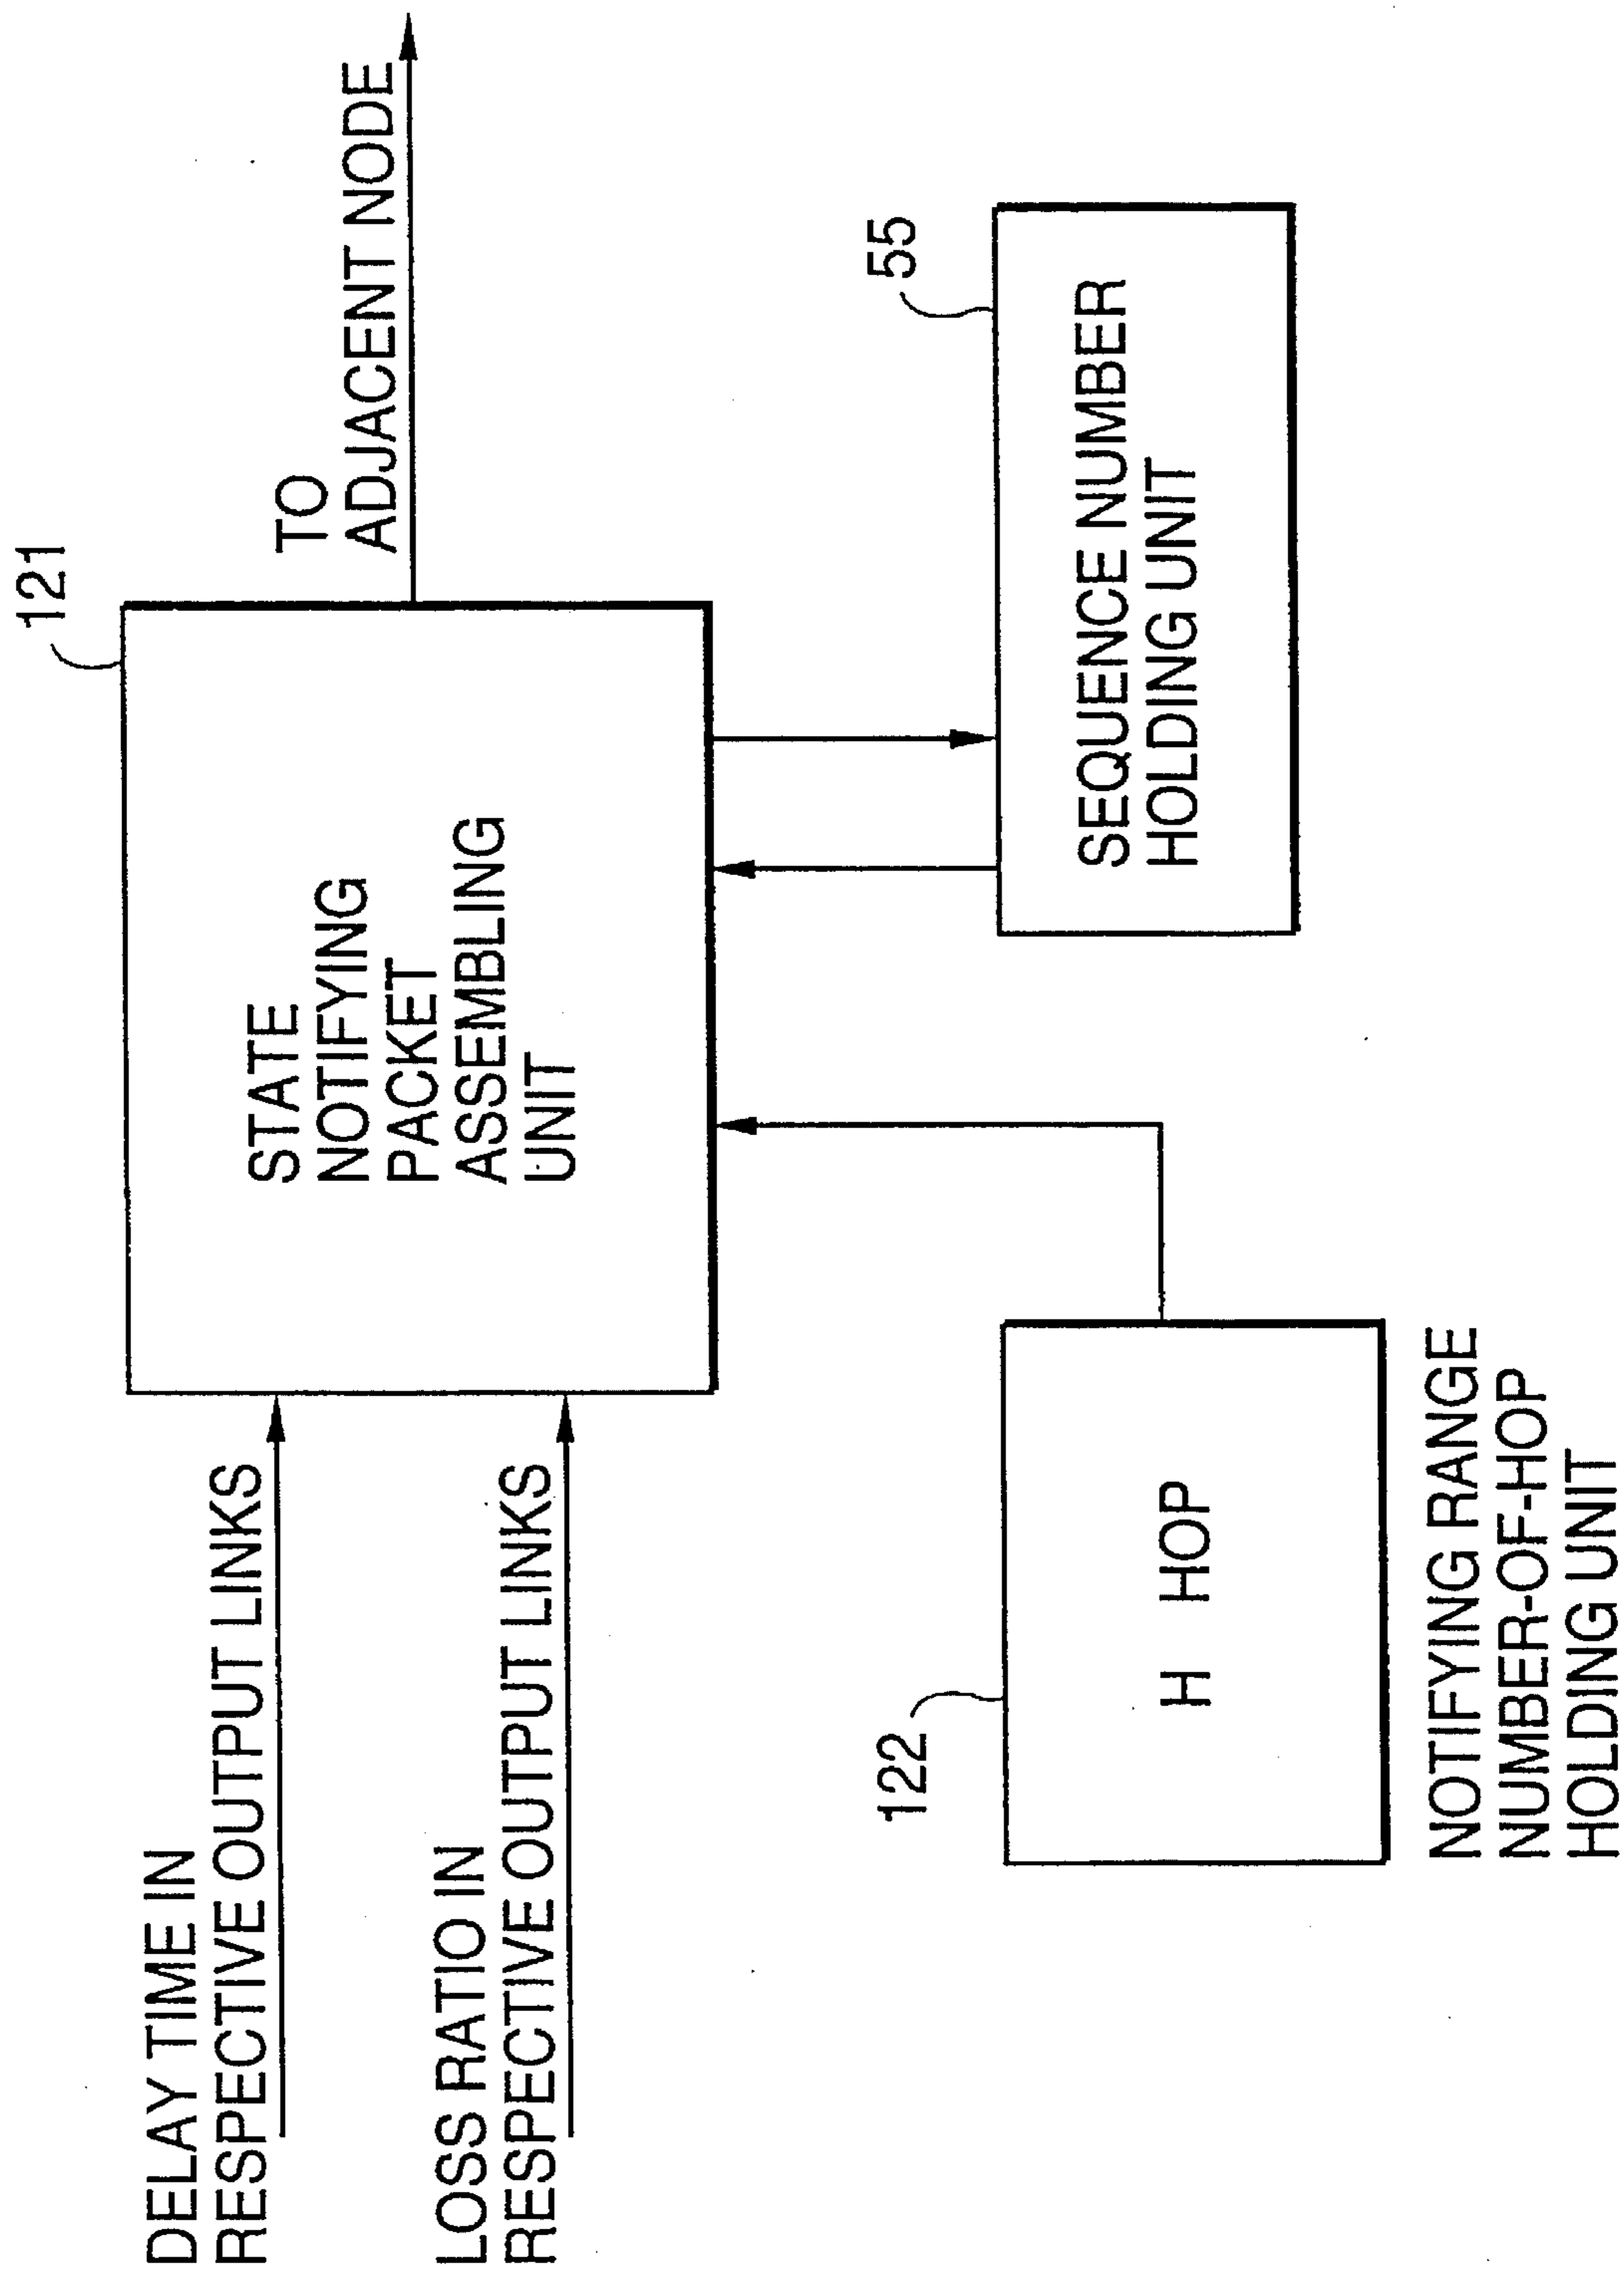 121
TO
ADJACENT NODE
DELAY TIME IN
RESPECTIVE OUTPUT LINKS
STATE
NOTIFYING
PACKET
ASSEMBLING
UNIT
LOSS RATIO IN
RESPECTIVE OUTPUT LINKS
122
H HOP
NOTIFYING RANGE
NUMBER-OF-HOP
HOLDING UNIT
55
SEQUENCE NUMBER
HOLDING UNIT